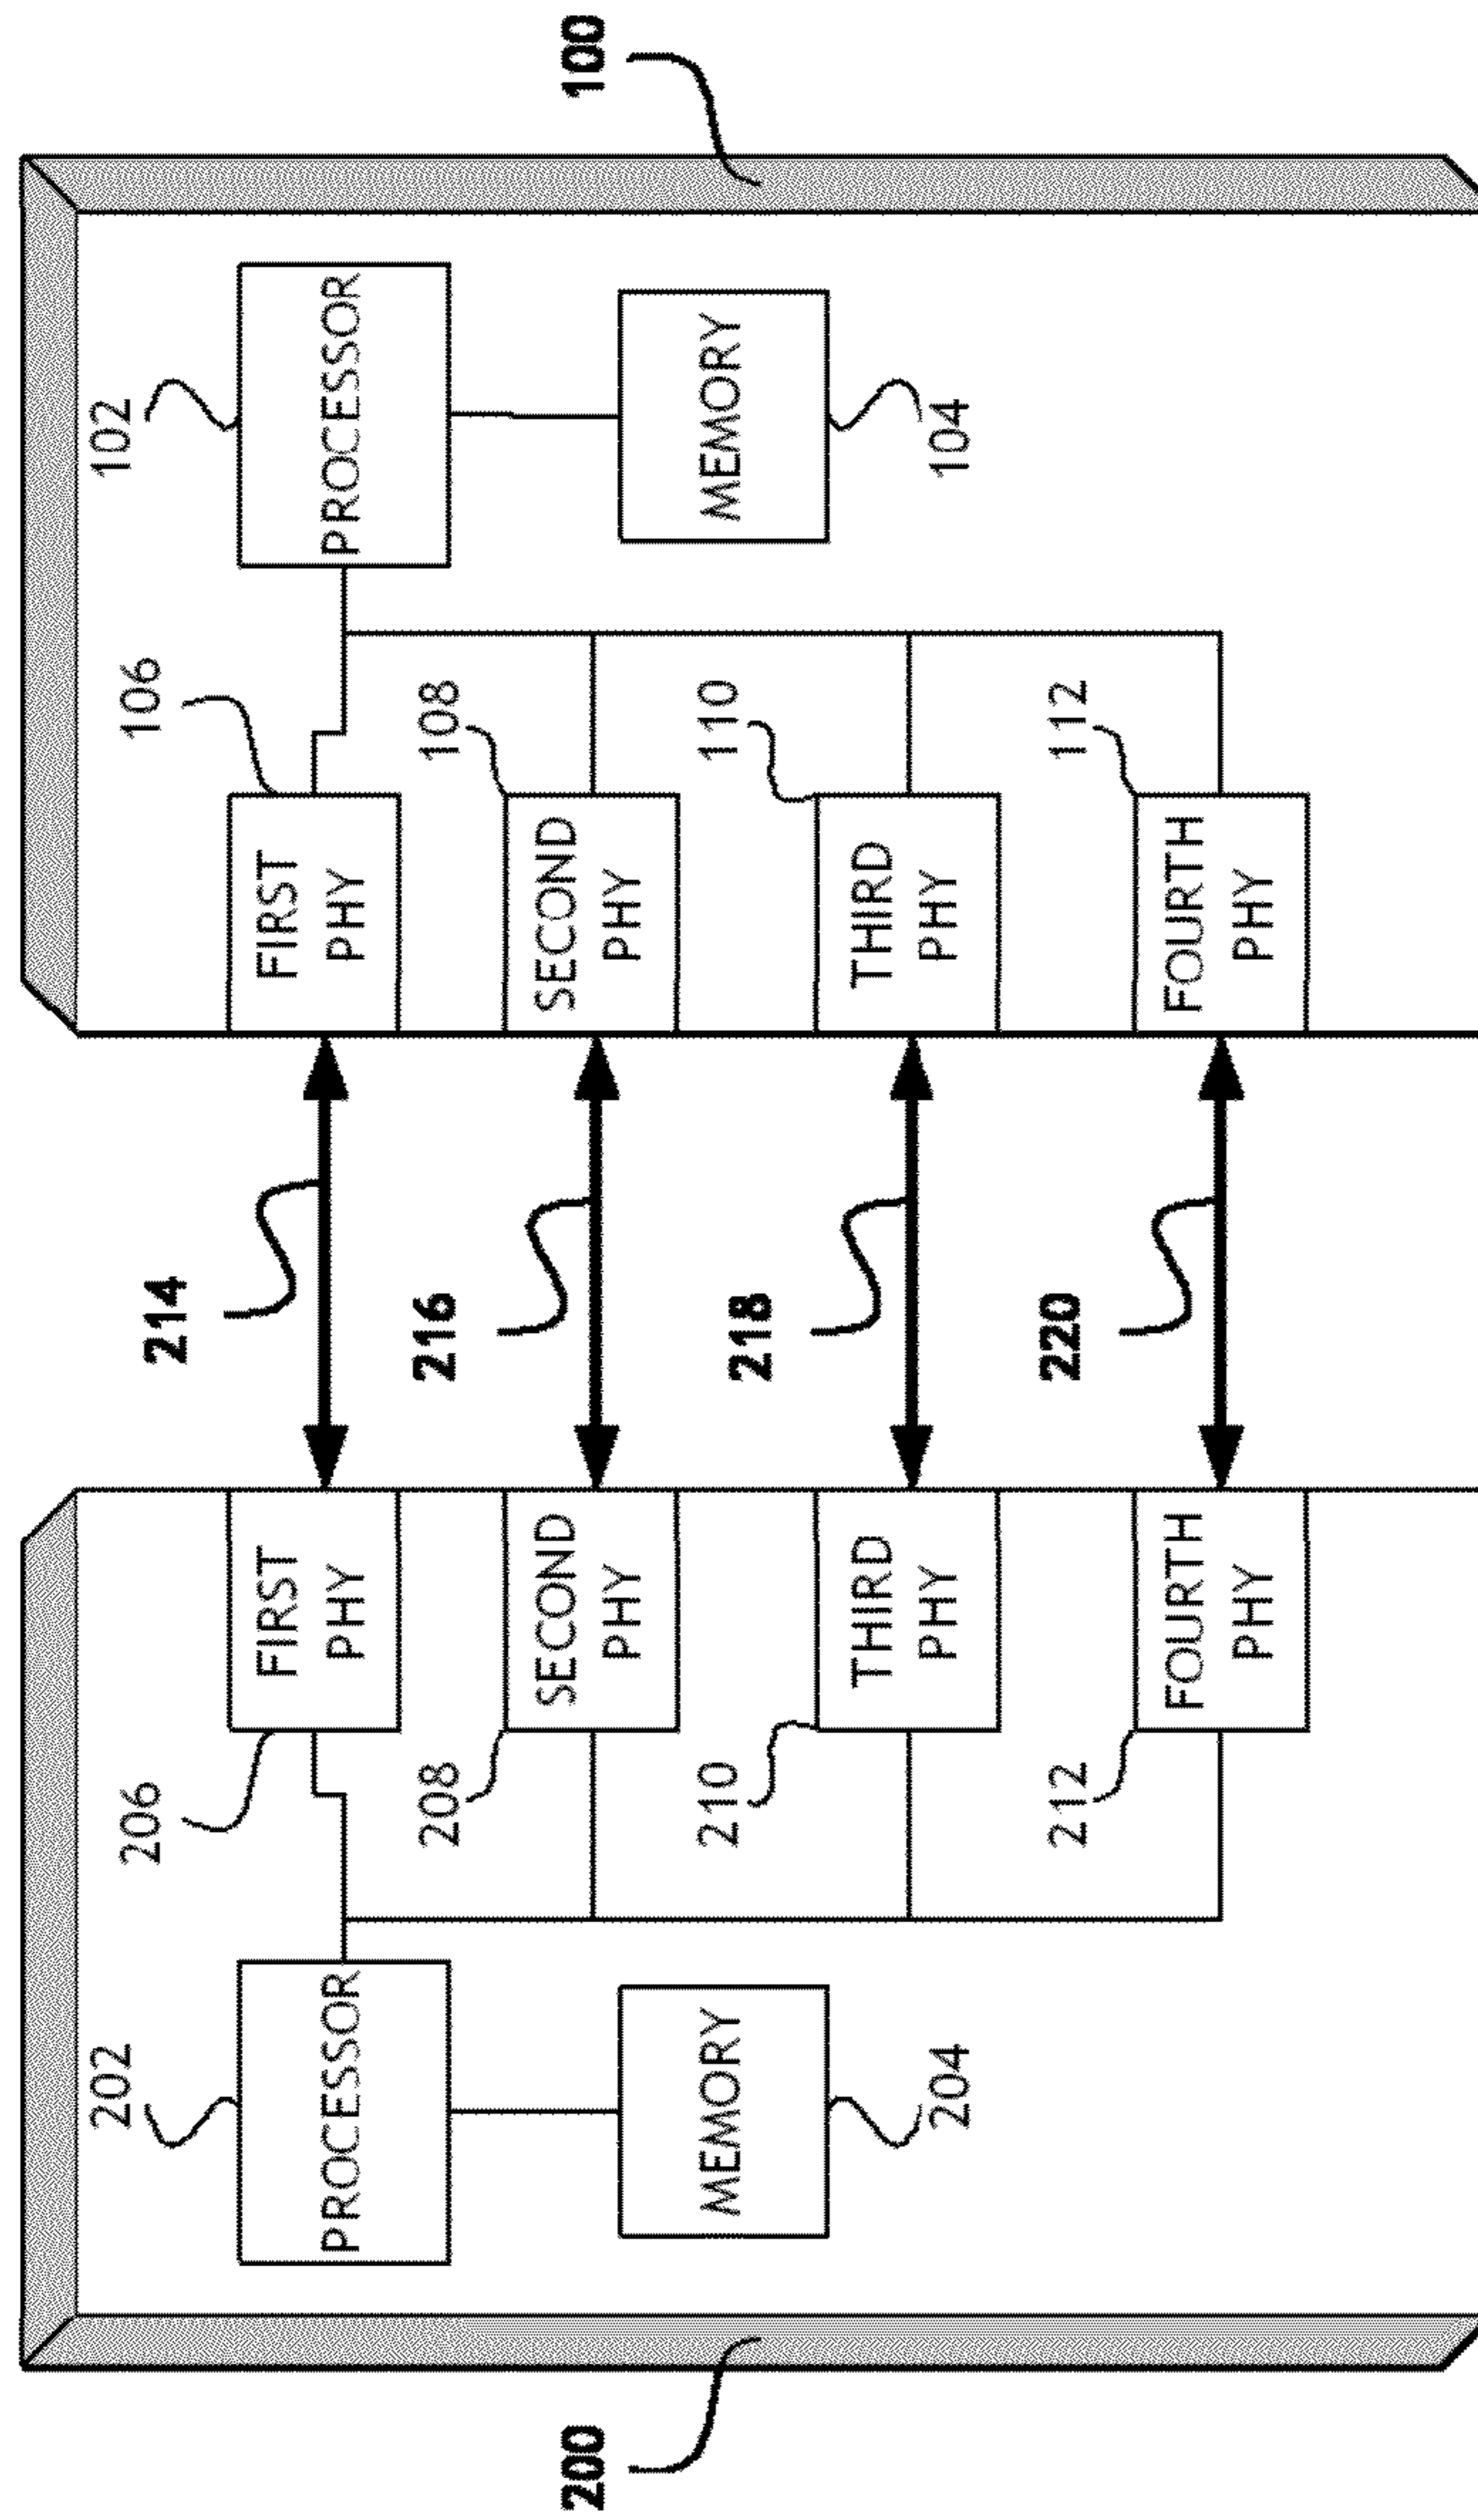 200
202
PROCESSOR
MEMORY
204
206
FIRST
PHY
208
SECOND
PHY
210
THIRD
PHY
212
FOURTH
PHY
214
216
218
220
100
102
PROCESSOR
MEMORY
104
106
FIRST
PHY
108
SECOND
PHY
110
THIRD
PHY
112
FOURTH
PHY